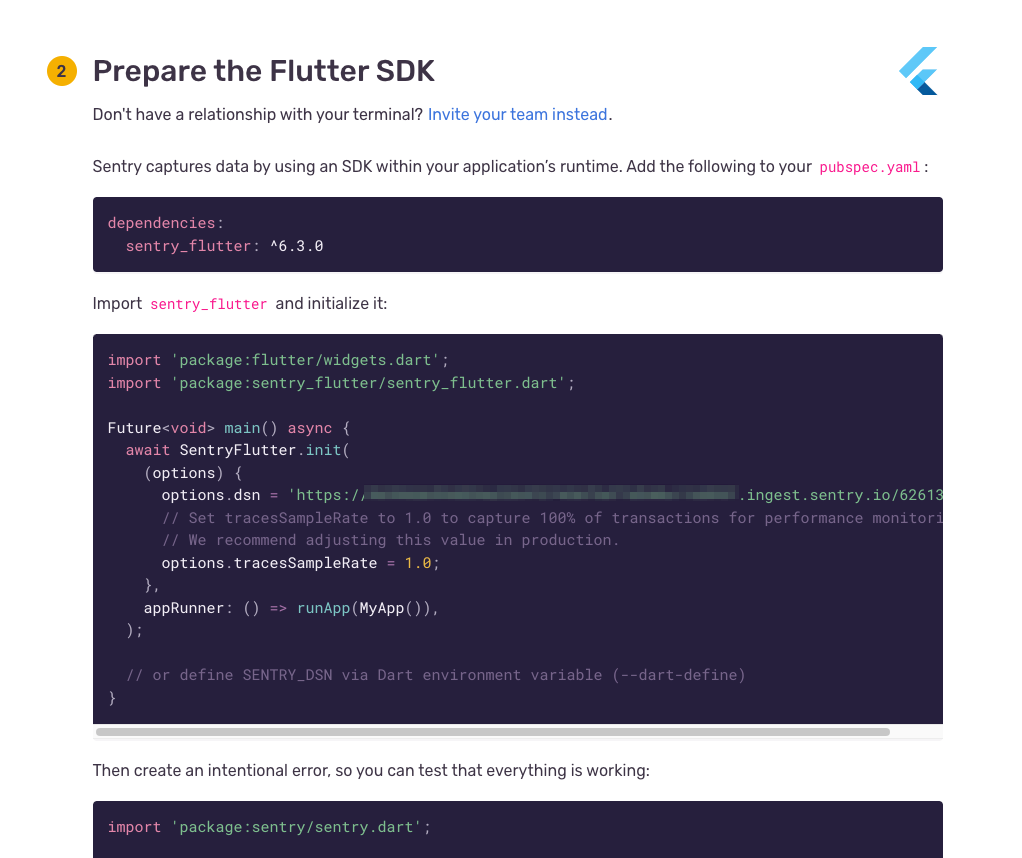 2 Prepare the Flutter SDK
Don't have a relationship with your terminal? Invite your team instead.
Sentry captures data by using an SDK within your application’s runtime. Add the following to your pubspec.yaml:
dependencies:
  sentry_flutter: ^6.3.0
Import sentry_flutter and initialize it:
import 'package:flutter/widgets.dart';
import 'package:sentry_flutter/sentry_flutter.dart';
Future<void> main() async {
  await SentryFlutter.init(
    (options) {
      options.dsn = 'https://.ingest.sentry.io/62613
      // Set tracesSampleRate to 1.0 to capture 100% of transactions for performance monitori
      // We recommend adjusting this value in production.
      options.tracesSampleRate = 1.0;
    },
    appRunner: () => runApp(MyApp()),
  );
  // or define SENTRY_DSN via Dart environment variable (--dart-define)
}
Then create an intentional error, so you can test that everything is working:
import 'package:sentry/sentry.dart';